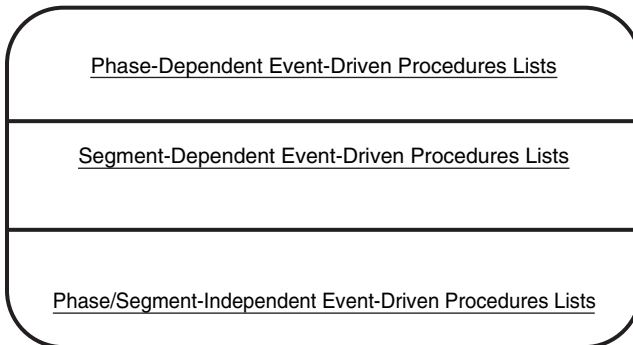 Phase-Dependent Event-Driven Procedures Lists
Segment-Dependent Event-Driven Procedures Lists
Phase/Segment-Independent Event-Driven Procedures Lists